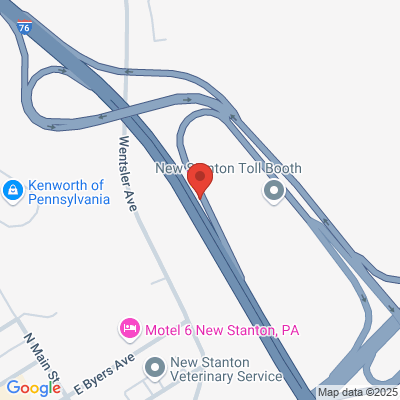 76
Wentsler Ave
New Stanton Toll Booth
Kenworth of
Pennsylvania
Motel 6 New Stanton, PA
N Main St
E Byers Ave
New Stanton
Veterinary Service
Google
Map data ©2025